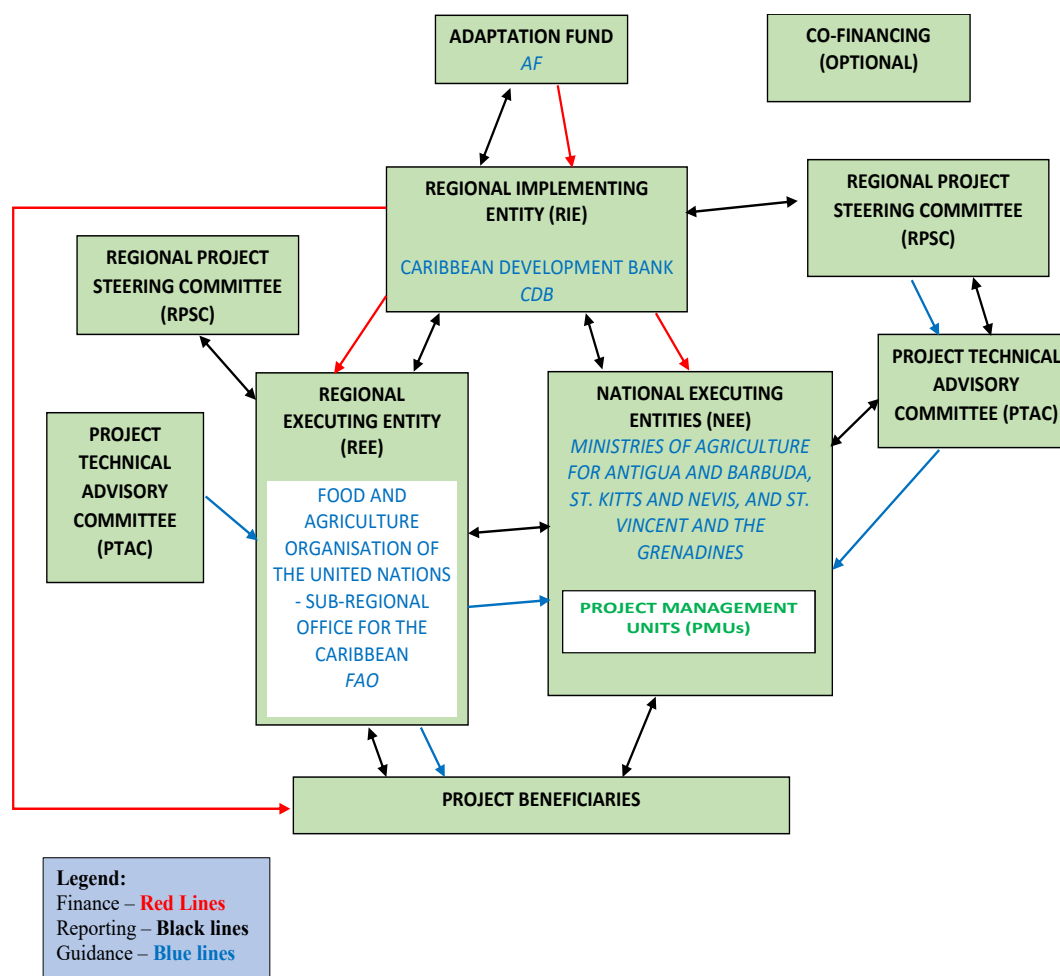 ADAPTATION FUND
AF
CO-FINANCING
(OPTIONAL)
REGIONAL IMPLEMENTING
ENTITY (RIE)
CARIBBEAN DEVELOPMENT BANK
CDB
REGIONAL PROJECT
STEERING COMMITTEE
(RPSC)
REGIONAL PROJECT
STEERING COMMITTEE
(RPSC)
PROJECT TECHNICAL
ADVISORY
COMMITTEE (PTAC)
PROJECT
TECHNICAL
ADVISORY
COMMITTEE
(PTAC)
REGIONAL
EXECUTING ENTITY
(REE)
FOOD AND
AGRICULTURE
ORGANISATION OF
THE UNITED NATIONS
- SUB-REGIONAL
OFFICE FOR THE
CARIBBEAN
FAO
NATIONAL EXECUTING
ENTITIES (NEE)
MINISTRIES OF AGRICULTURE
FOR ANTIGUA AND BARBUDA,
ST. KITTS AND NEVIS, AND ST.
VINCENT AND THE
GRENADINES
PROJECT MANAGEMENT
UNITS (PMUs)
PROJECT BENEFICIARIES
Legend:
Finance – Red Lines
Reporting – Black lines
Guidance – Blue lines